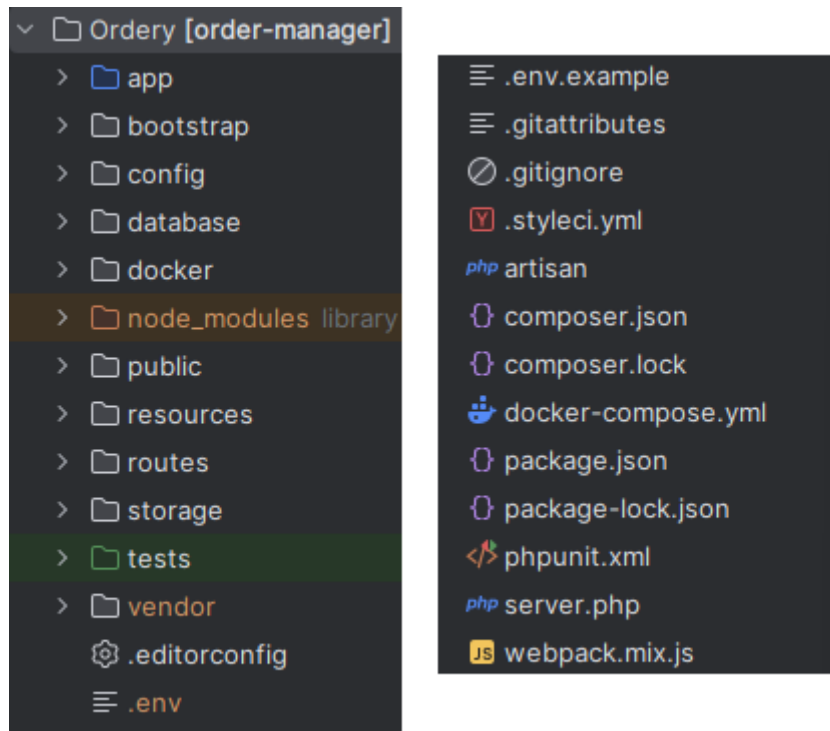 Ordery [order-manager]
app
bootstrap
config
database
docker
node_modules library
public
resources
routes
storage
tests
vendor
.editorconfig
.env
.env.example
.gitattributes
.gitignore
Y .styleci.yml
php artisan
{} composer.json
{} composer.lock
docker-compose.yml
{} package.json
{} package-lock.json
</> phpunit.xml
php server.php
JS webpack.mix.js